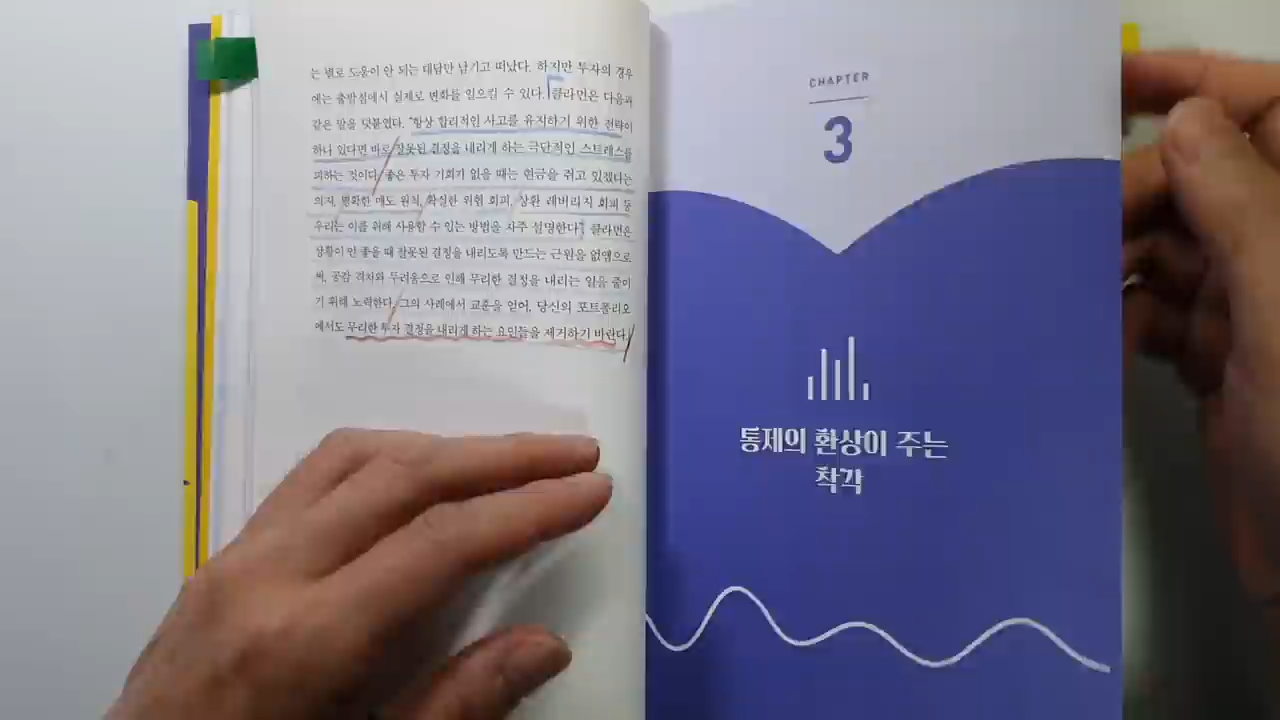 는 별로 도움이 안 되는 대답만 남기고 떠났다. 하지만 투자의 경우
에는 출발점에서 실제로 변화를 일으킬 수 있다. 클라먼은 다음과
같은 말을 덧붙였다. "항상 합리적인 사고를 유지하기 위한 전략이
하나 있다면 바로 잘못된 결정을 내리게 하는 극단적인 스트레스를
피하는 것이다. 좋은 투자 기회가 없을 때는 현금을 쥐고 있겠다는
의지, 명확한 매도 원칙, 확실한 위험 회피, 상환 레버리지 회피 등
우리는 이를 위해 사용할 수 있는 방법을 자주 설명한다." 클라먼은
상황이 안 좋을 때 잘못된 결정을 내리도록 만드는 근원을 없앰으로
써, 공감 격차와 두려움으로 인해 무리한 결정을 내리는 일을 줄이
기 위해 노력한다. 그의 사례에서 교훈을 얻어, 당신의 포트폴리오
에서도 무리한 투자 결정을 내리게 하는 요인들을 제거하기 바란다.
CHAPTER
3
통제의 환상이 주는
착각